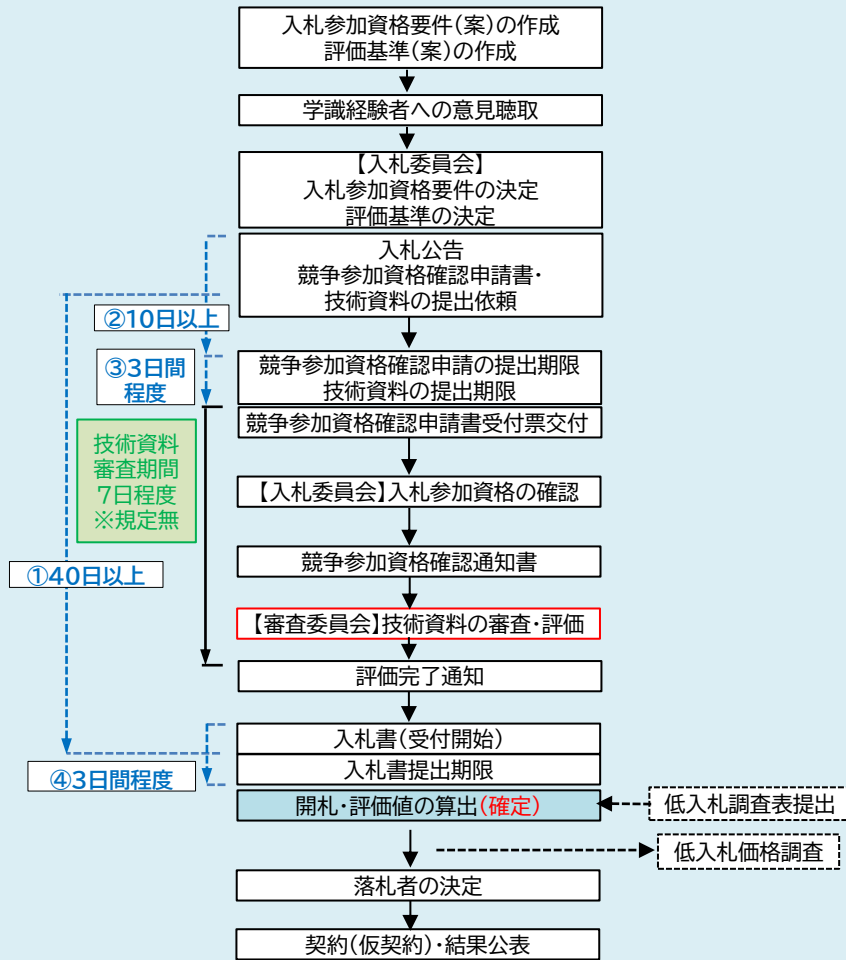 入札参加資格要件(案)の作成
評価基準(案)の作成
学識経験者への意見聴取
【入札委員会】
入札参加資格要件の決定
評価基準の決定
入札公告
競争参加資格確認申請書・
技術資料の提出依頼
②10日以上
③3日間
程度
競争参加資格確認申請の提出期限
技術資料の提出期限
競争参加資格確認申請書受付票交付
技術資料
審査期間
7日程度
※規定無
【入札委員会】入札参加資格の確認
競争参加資格確認通知書
①40日以上
【審査委員会】技術資料の審査・評価
評価完了通知
入札書(受付開始)
④3日間程度
入札書提出期限
開札・評価値の算出(確定)
低入札調査表提出
低入札価格調査
落札者の決定
契約(仮契約)・結果公表